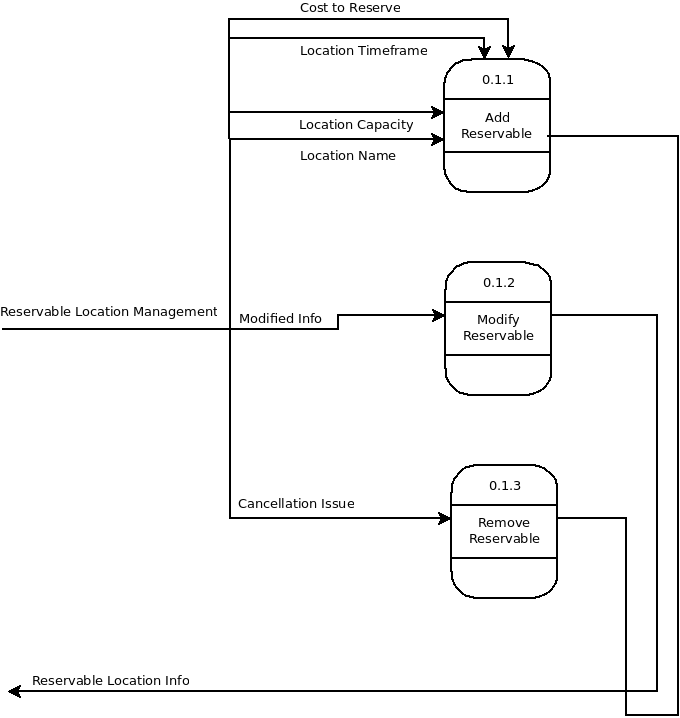 Cost to Reserve
Location Timeframe
0.1.1
Add
Reservable
Location Capacity
Location Name
Reservable Location Management
Modified Info
0.1.2
Modify
Reservable
Cancellation Issue
0.1.3
Remove
Reservable
Reservable Location Info